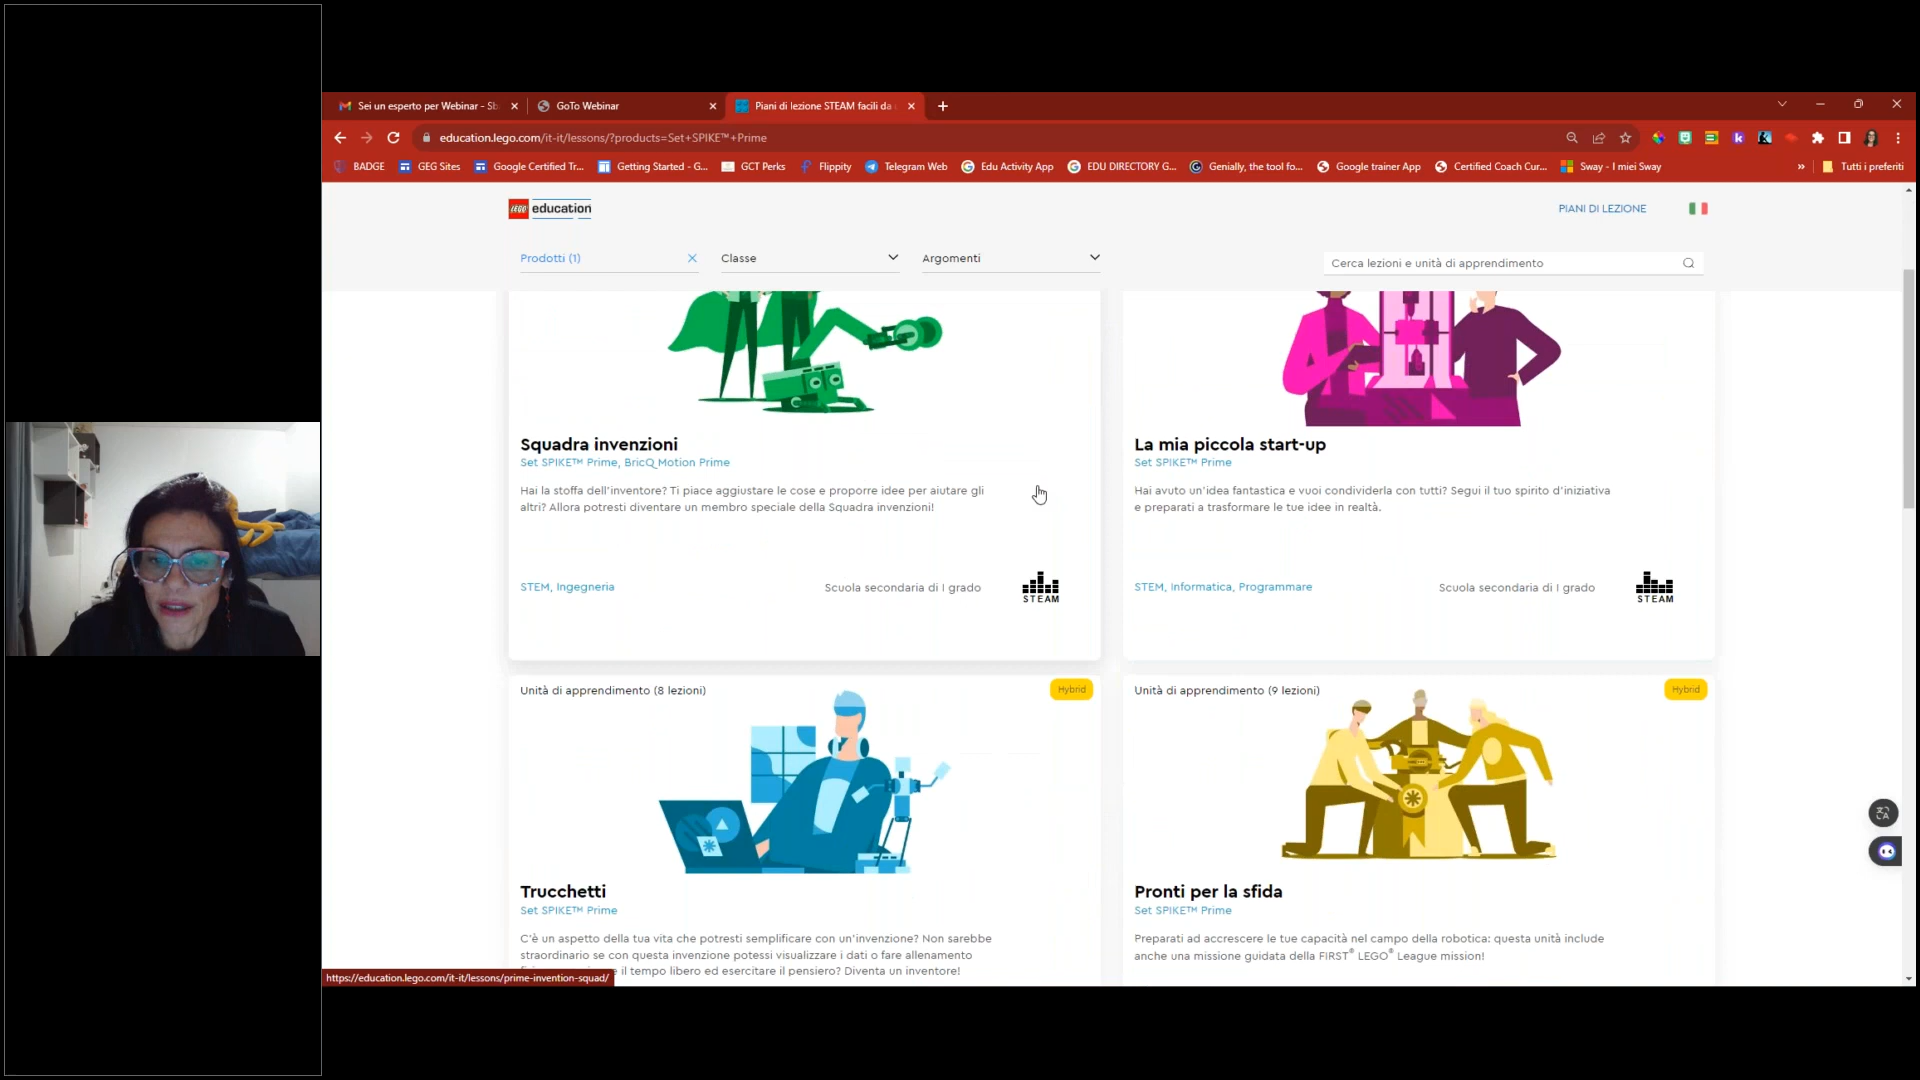 Sei un esperto per Webinar - Sb
GoTo Webinar
Piani di lezione STEAM facili da u
education.lego.com/it-it/lessons/?products=Set+SPIKE™+Prime
BADGE
GEG Sites
Google Certified Tr...
Getting Started - G...
GCT Perks
Flippity
Telegram Web
Edu Activity App
EDU DIRECTORY G...
Genially, the tool fo...
Google trainer App
Certified Coach Cur...
Sway - I miei Sway
»
Tutti i preferiti
LEGO education
PIANI DI LEZIONE
Prodotti (1)
Classe
Argomenti
Cerca lezioni e unità di apprendimento
Squadra invenzioni
Set SPIKE™ Prime, BricQ Motion Prime
Hai la stoffa dell'inventore? Ti piace aggiustare le cose e proporre idee per aiutare gli
altri? Allora potresti diventare un membro speciale della Squadra invenzioni!
STEM, Ingegneria
Scuola secondaria di I grado
STEAM
La mia piccola start-up
Set SPIKE™ Prime
Hai avuto un'idea fantastica e vuoi condividerla con tutti? Segui il tuo spirito d'iniziativa
e preparati a trasformare le tue idee in realtà.
STEM, Informatica, Programmare
Scuola secondaria di I grado
STEAM
Unità di apprendimento (8 lezioni)
Hybrid
Trucchetti
Set SPIKE™ Prime
C'è un aspetto della tua vita che potresti semplificare con un'invenzione? Non sarebbe
straordinario se con questa invenzione potessi visualizzare i dati o fare allenamento
il tempo libero ed esercitare il pensiero? Diventa un inventore!
Unità di apprendimento (9 lezioni)
Hybrid
Pronti per la sfida
Set SPIKE™ Prime
Preparati ad accrescere le tue capacità nel campo della robotica: questa unità include
anche una missione guidata della FIRST® LEGO® League mission!
https://education.lego.com/it-it/lessons/prime-invention-squad/